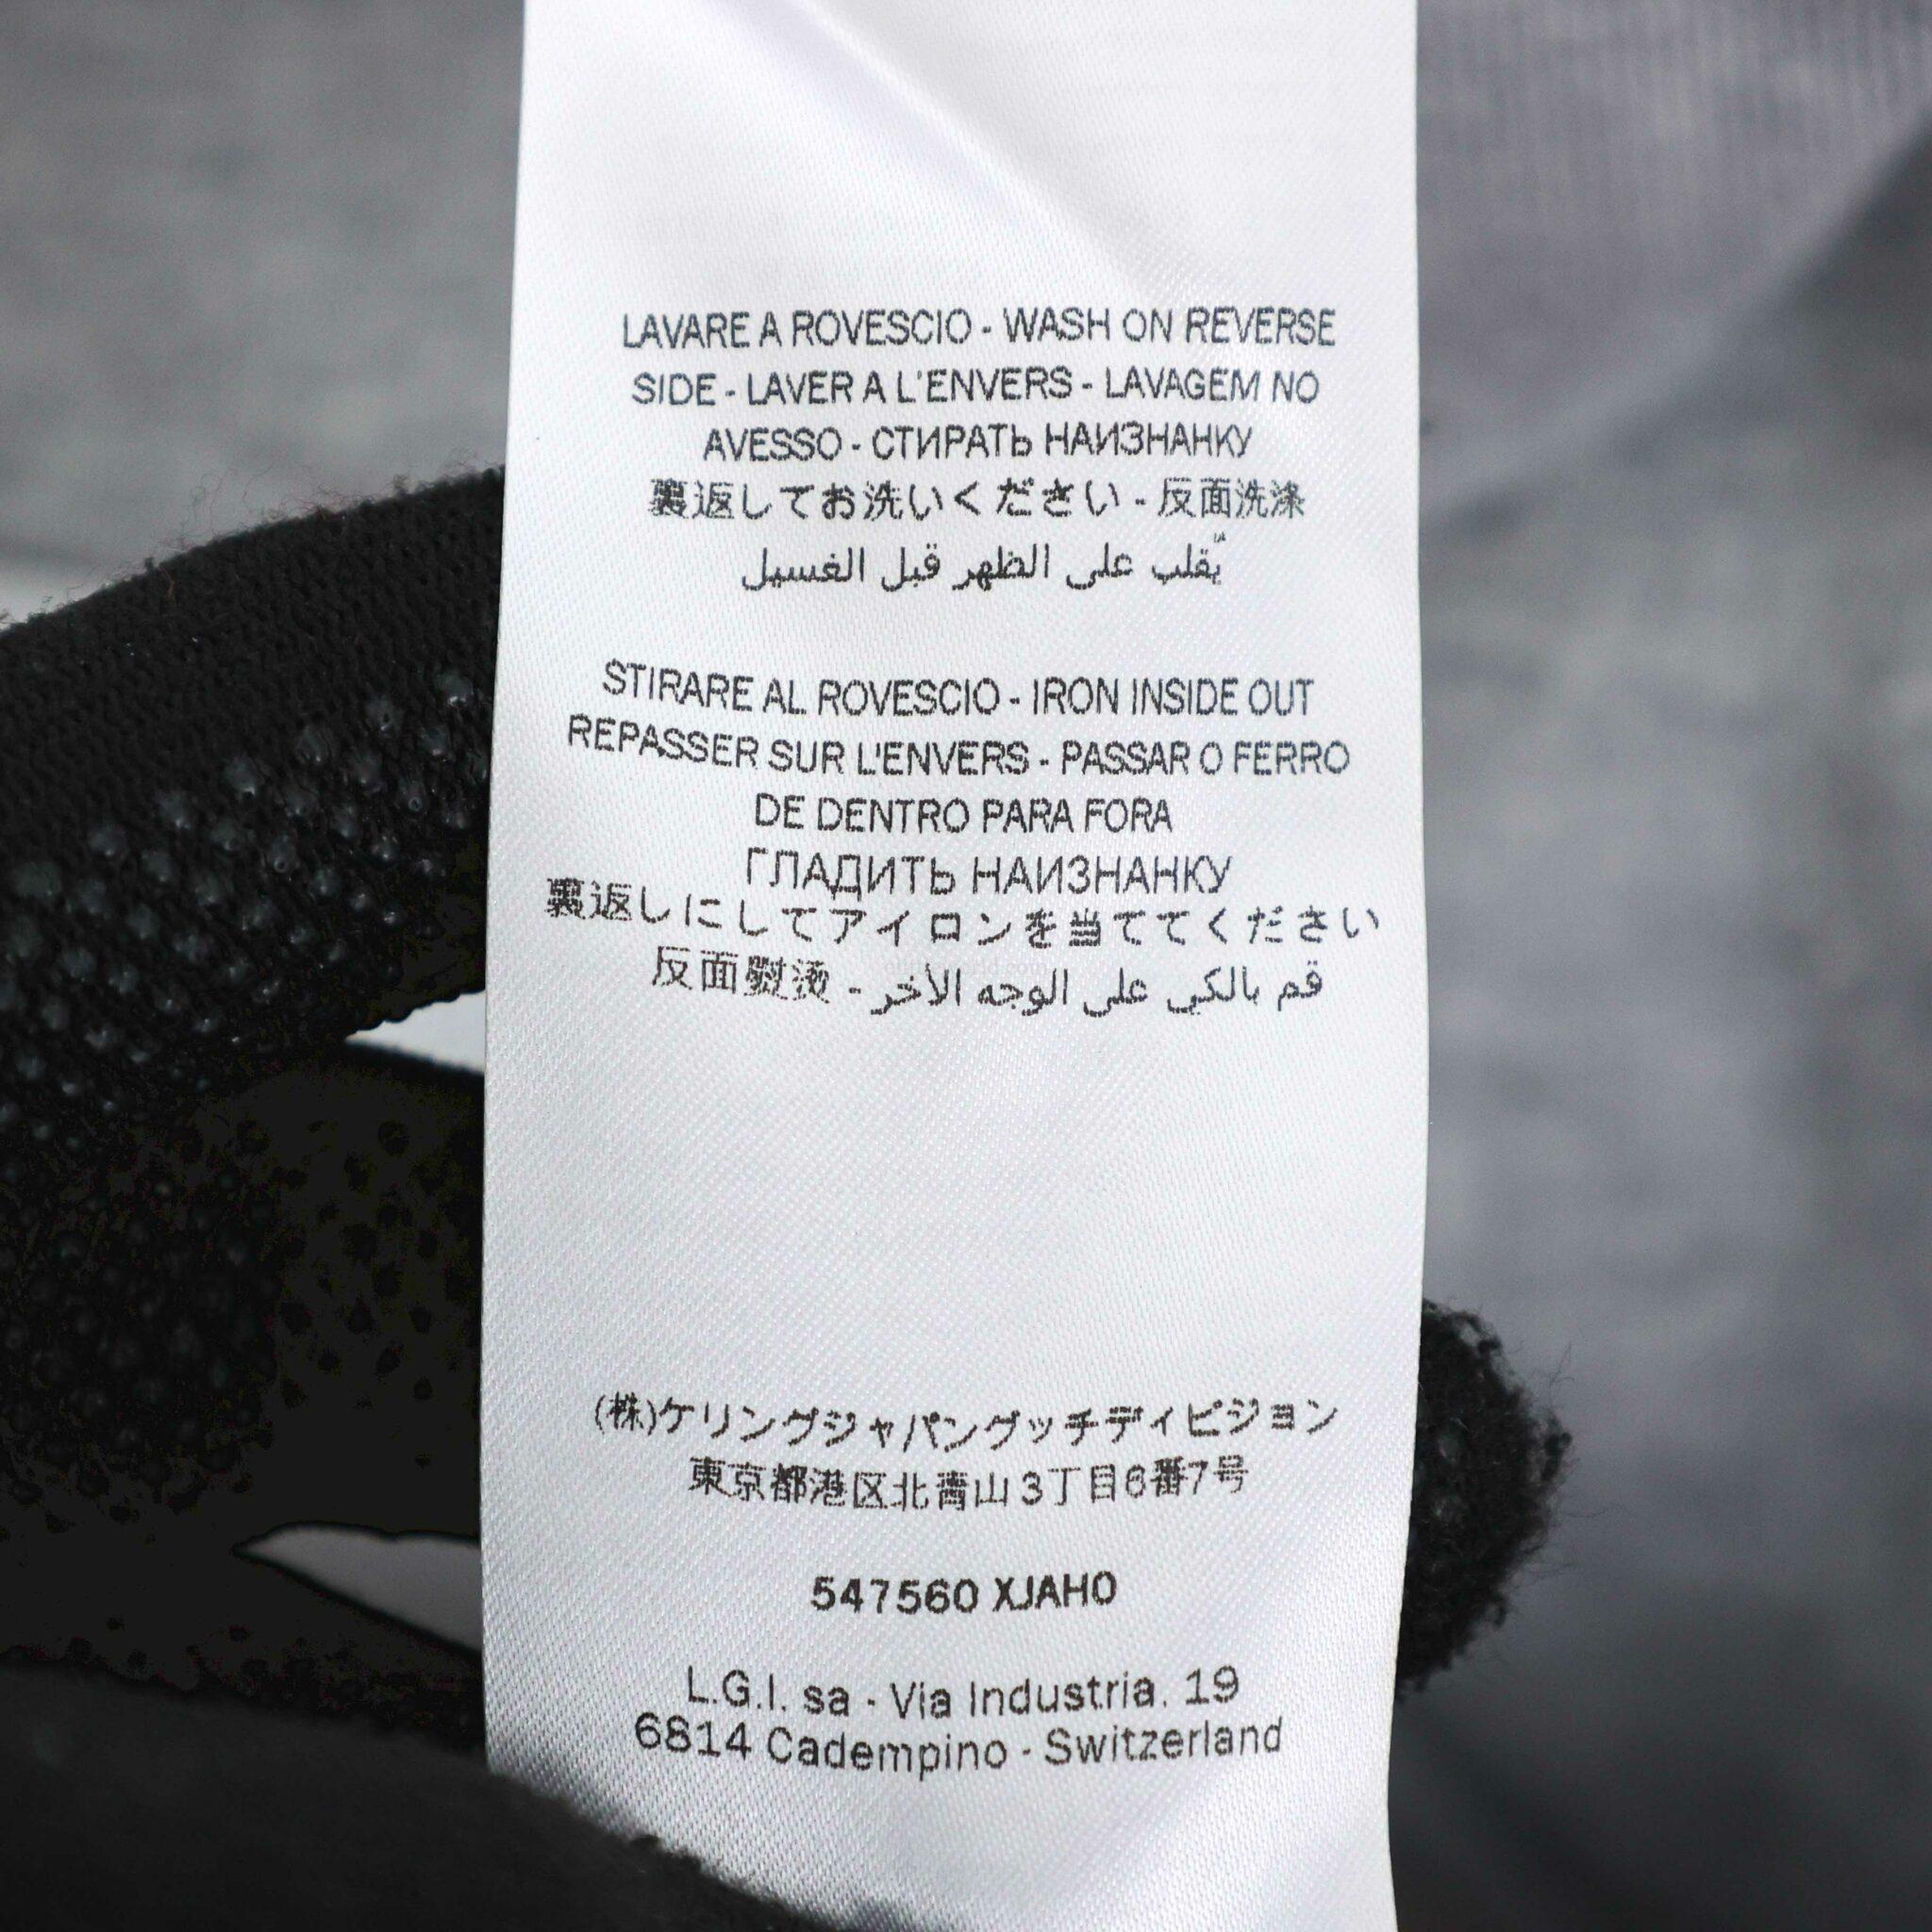 LAVARE A ROVESCIO - WASH ON REVERSE
SIDE - LAVER A L'ENVERS - LAVAGEM NO
AVESSO - СТИРАТЬ НАИЗНАНКУ
裏返してお洗いください - 反面洗涤
يُقلب على الظهر قبل الغسيل
STIRARE AL ROVESCIO - IRON INSIDE OUT
REPASSER SUR L'ENVERS - PASSAR O FERRO
DE DENTRO PARA FORA
ГЛАДИТЬ НАИЗНАНКУ
裏返しにしてアイロンを当ててください
反面熨烫 - قم بالكي على الوجه الآخر
(株)ケリングジャパングッチディビジョン
東京都港区北青山3丁目6番7号
547560 XJAH0
L.G.I. sa - Via Industria. 19
6814 Cadempino - Switzerland